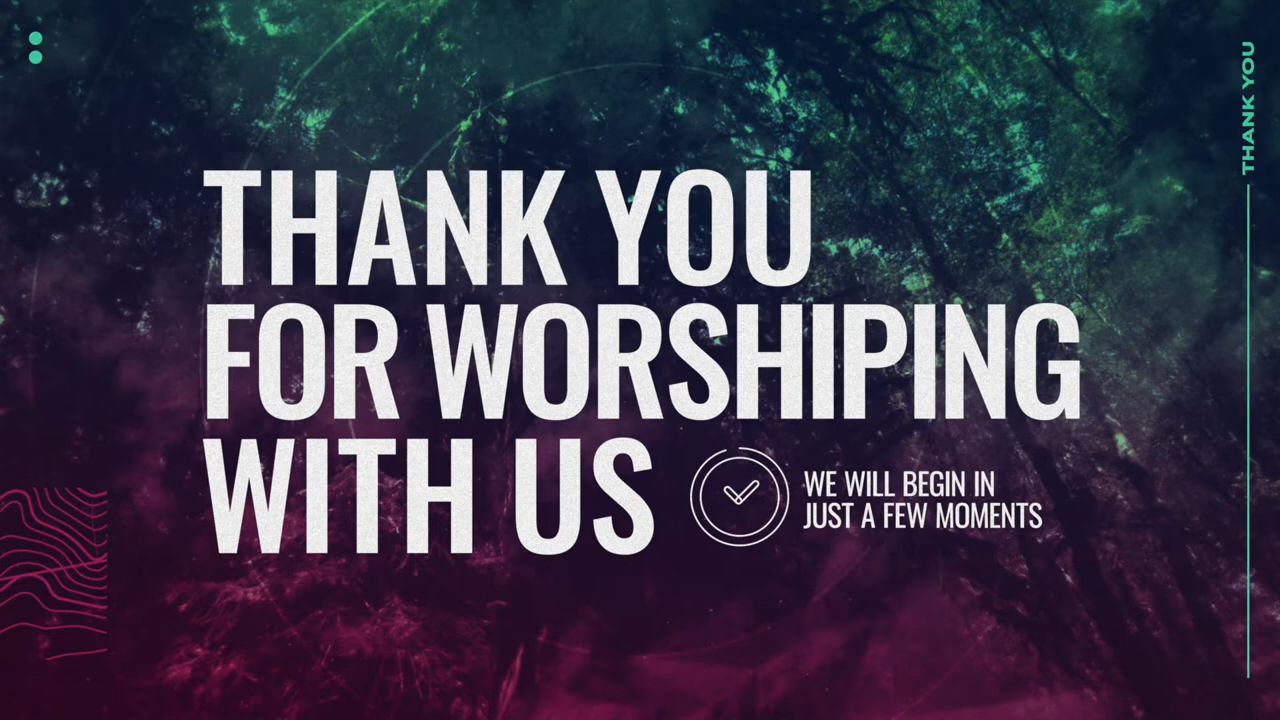 THANK YOU
FOR WORSHIPING
WITH US
WE WILL BEGIN IN
JUST A FEW MOMENTS
THANK YOU